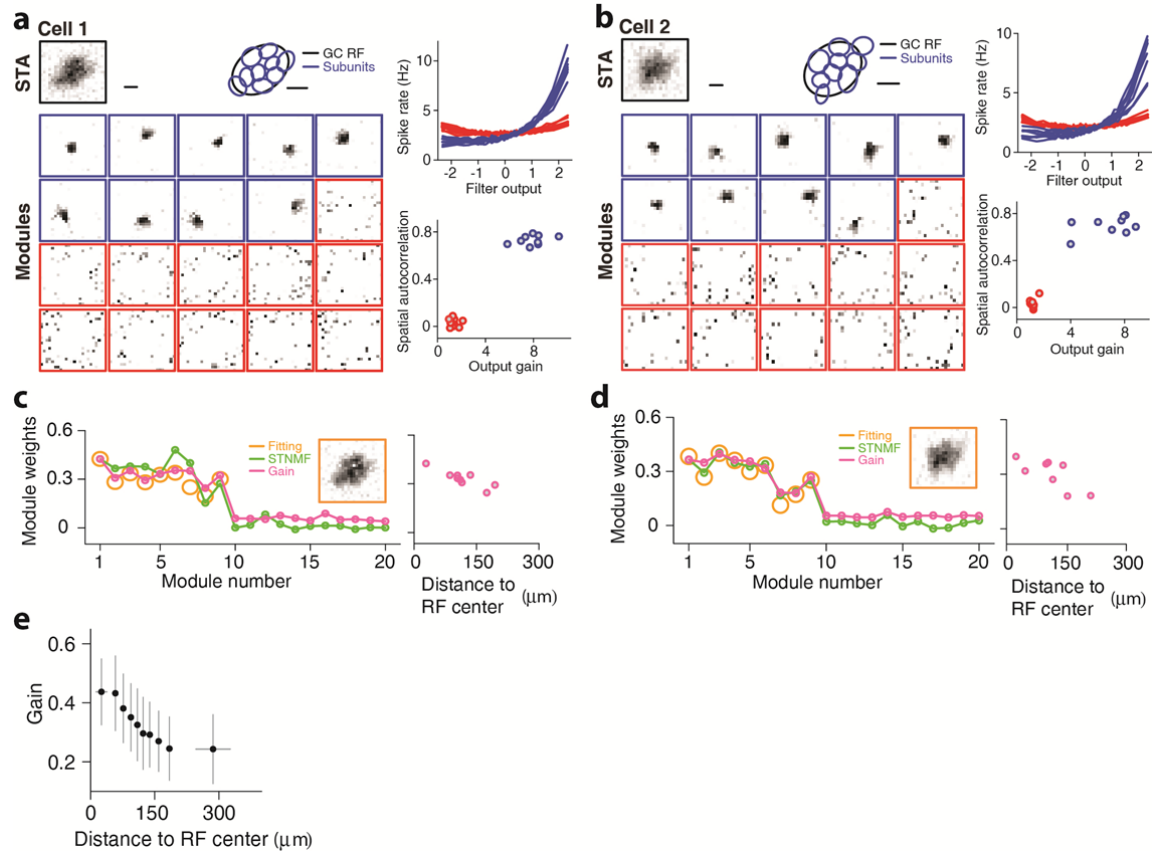 a
Cell 1
STA
GC RF
Subunits
Modules
Spike rate (Hz)
10
5
0
-2 -1 0 1 2
Filter output
Spatial autocorrelation
0.8
0.4
0
0 4 8
Output gain
b
Cell 2
STA
GC RF
Subunits
Modules
Spike rate (Hz)
10
5
0
-2 -1 0 1 2
Filter output
Spatial autocorrelation
0.8
0.4
0
0 4 8
Output gain
c
Module weights
0.6
0.3
0
Fitting
STNMF
Gain
1 5 10 15 20
Module number
0 150 300
Distance to
RF center (μm)
d
Module weights
0.6
0.3
0
Fitting
STNMF
Gain
1 5 10 15 20
Module number
0 150 300
Distance to
RF center (μm)
e
Gain
0.6
0.4
0.2
0 150 300
Distance to RF center (μm)